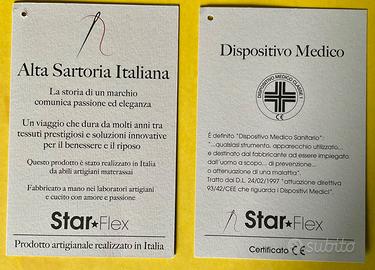 Alta Sartoria Italiana
La storia di un marchio
comunica passione ed eleganza
Un viaggio che dura da molti anni tra
tessuti prestigiosi e soluzioni innovative
per il benessere e il riposo
Questo prodotto è stato realizzato in Italia
da abili artigiani materassai
Fabbricato a mano nei laboratori artigiani
e cucito con amore e passione
Star★Flex
Prodotto artigianale realizzato in Italia
Dispositivo Medico
DISPOSITIVO MEDICO CLASSE I
CE
È definito "Dispositivo Medico Sanitario":
"...qualsiasi strumento, apparecchio utilizzato...
e destinato dal fabbricante ad essere impiegato
dall'uomo a scopo... di prevenzione...
o attenuazione di una malattia".
Tratto dal D.L. 24/02/1997 "attuazione direttiva
93/42/CEE che riguarda i Dispositivi Medici".
Star★Flex
Certificato CE
subito